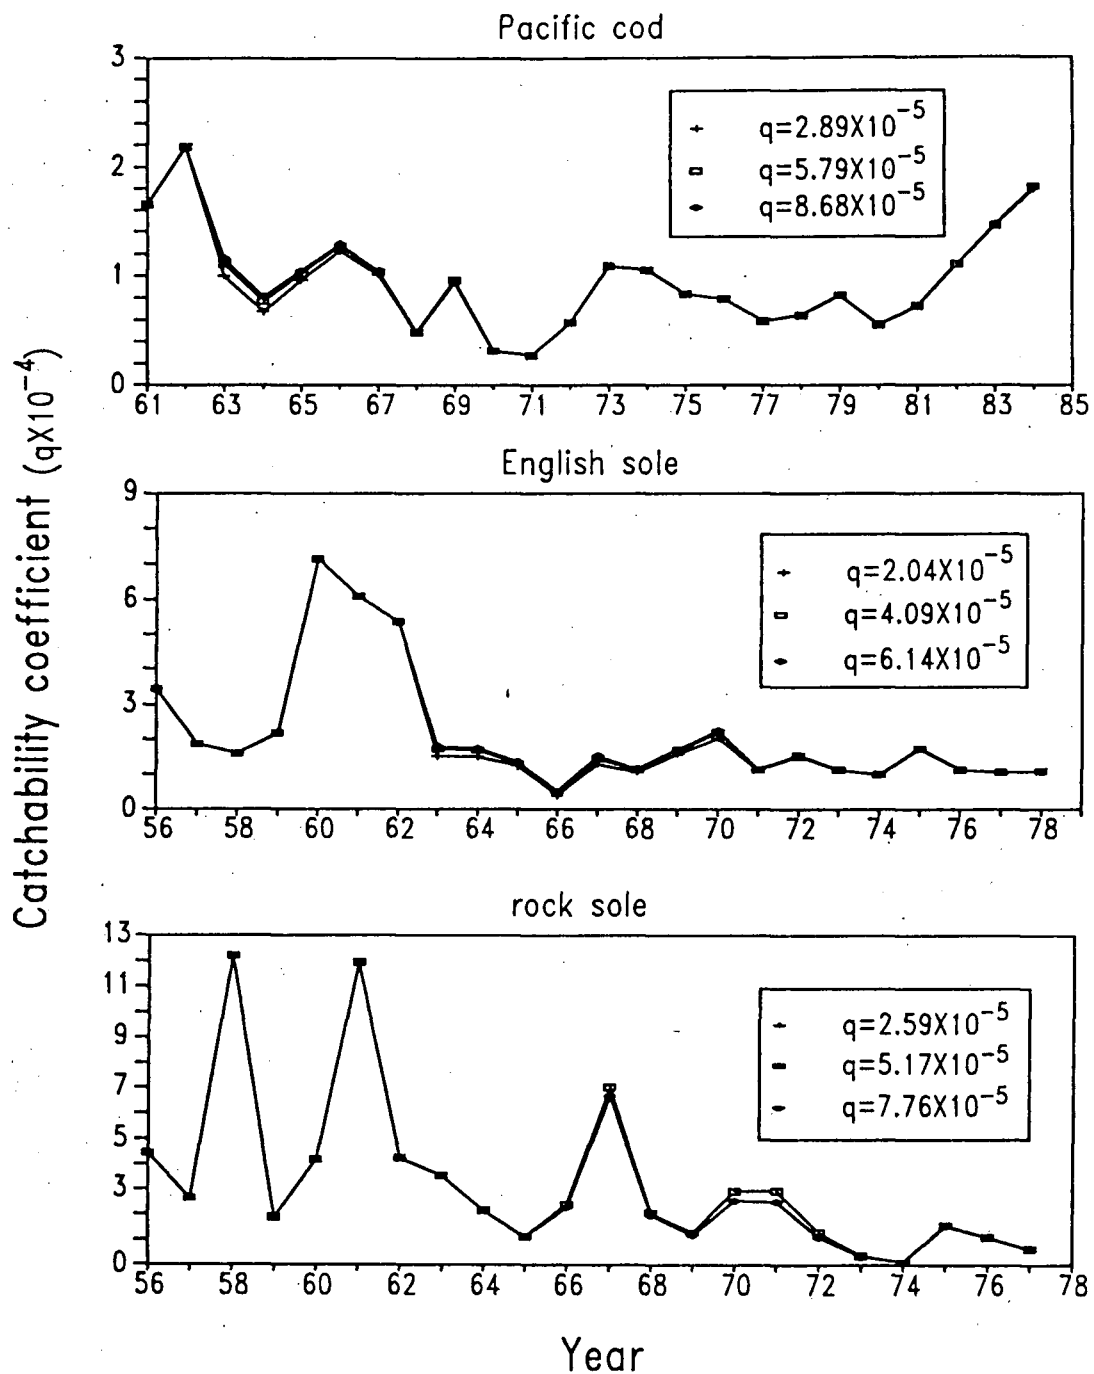 Pacific cod
3
2
1
0
q=2.89X10⁻⁵
q=5.79X10⁻⁵
q=8.68X10⁻⁵
61 63 65 67 69 71 73 75 77 79 81 83 85
English sole
9
6
3
0
q=2.04X10⁻⁵
q=4.09X10⁻⁵
q=6.14X10⁻⁵
56 58 60 62 64 66 68 70 72 74 76 78
rock sole
13
11
9
7
5
3
0
q=2.59X10⁻⁵
q=5.17X10⁻⁵
q=7.76X10⁻⁵
56 58 60 62 64 66 68 70 72 74 76 78
Catchability coefficient (qX10⁻⁴)
Year